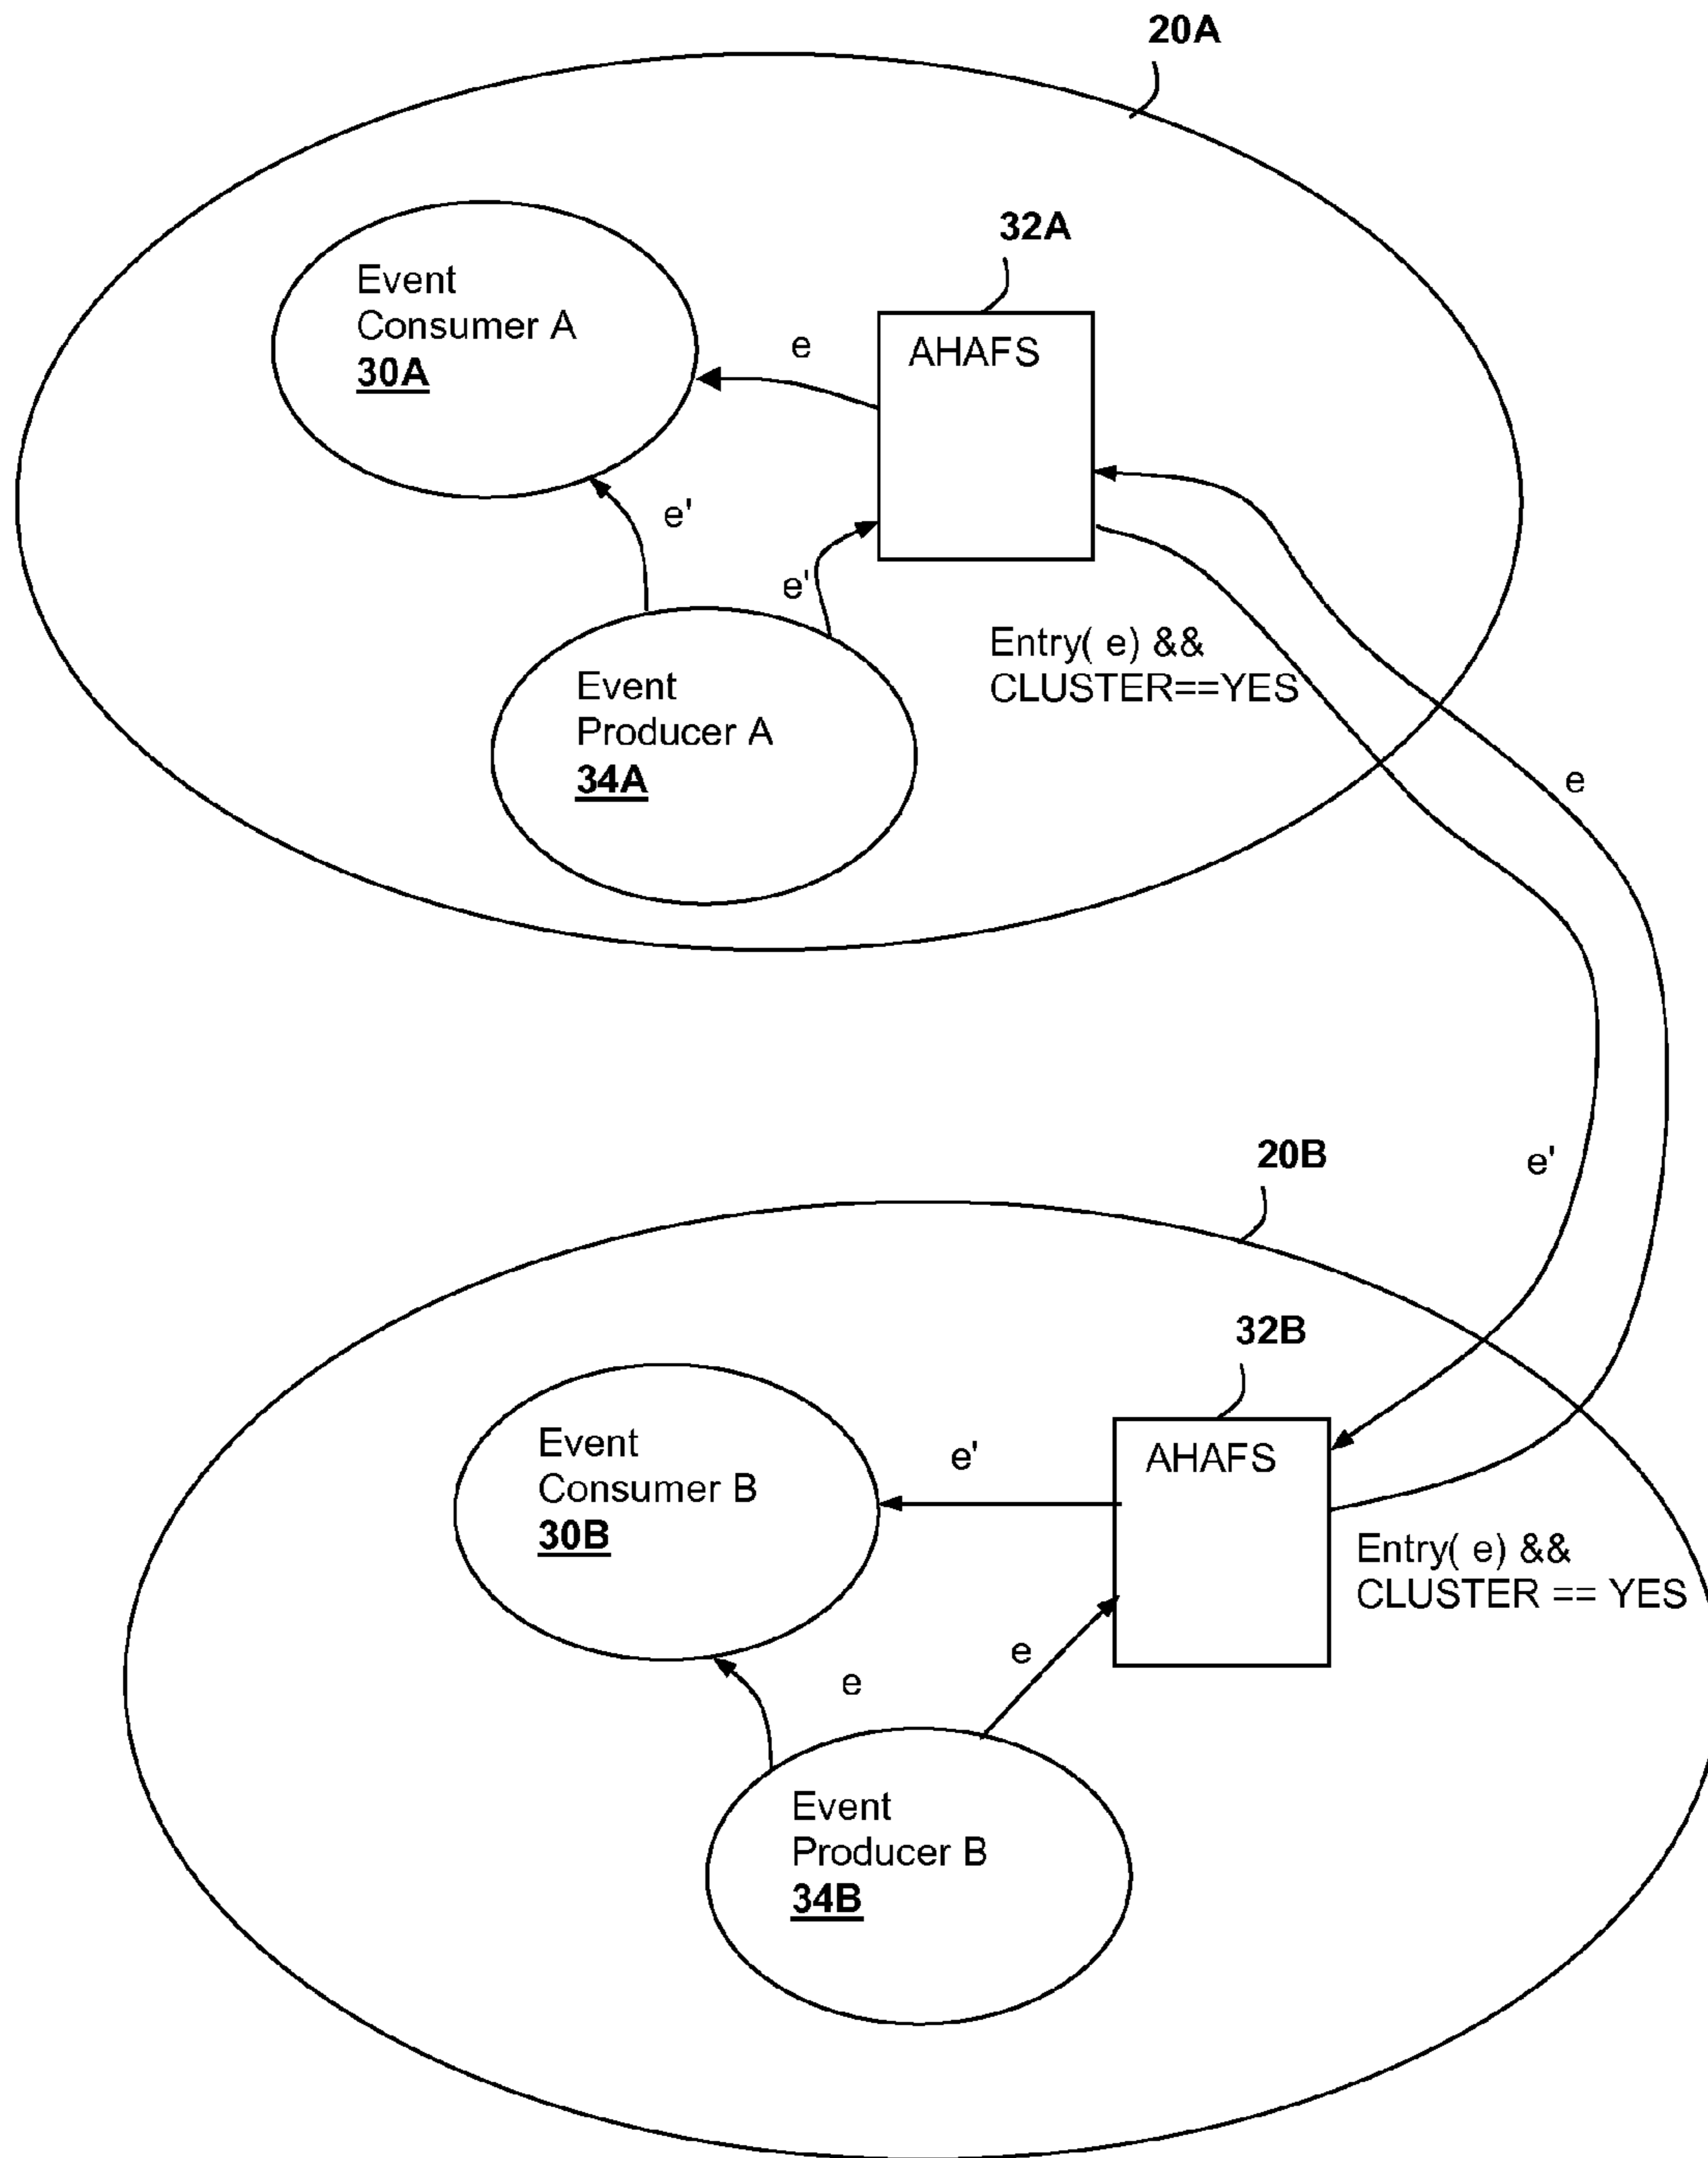 20A
32A
Event
Consumer A
30A
AHAFS
e
e'
e'
Entry( e) &&
CLUSTER==YES
Event
Producer A
34A
e
e'
20B
32B
Event
Consumer B
30B
e'
AHAFS
Entry( e) &&
CLUSTER == YES
e
e
Event
Producer B
34B